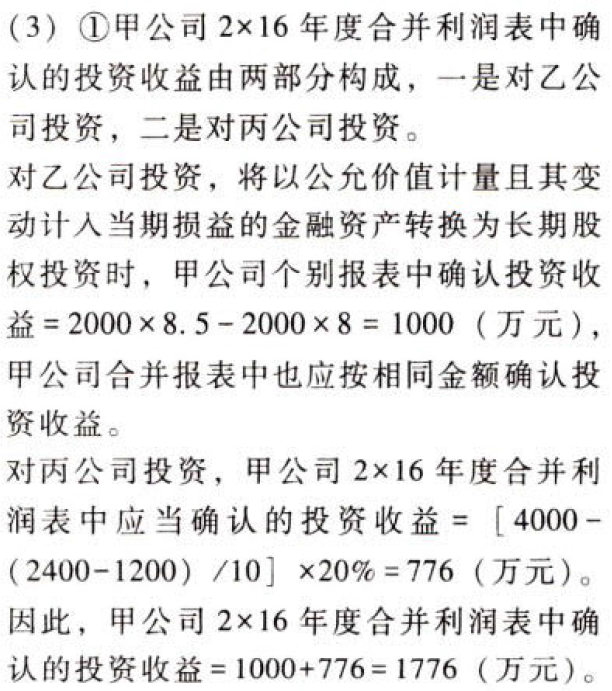 (3) ①甲公司 2×16 年度合并利润表中确
认的投资收益由两部分构成，一是对乙公
司投资，二是对丙公司投资。
对乙公司投资，将以公允价值计量且其变
动计入当期损益的金融资产转换为长期股
权投资时，甲公司个别报表中确认投资收
益=2000×8.5-2000×8=1000（万元），
甲公司合并报表中也应按相同金额确认投
资收益。
对丙公司投资，甲公司 2×16 年度合并利
润表中应当确认的投资收益=［4000-
(2400-1200) /10］×20%=776（万元）。
因此，甲公司 2×16 年度合并利润表中确
认的投资收益=1000+776=1776（万元）。